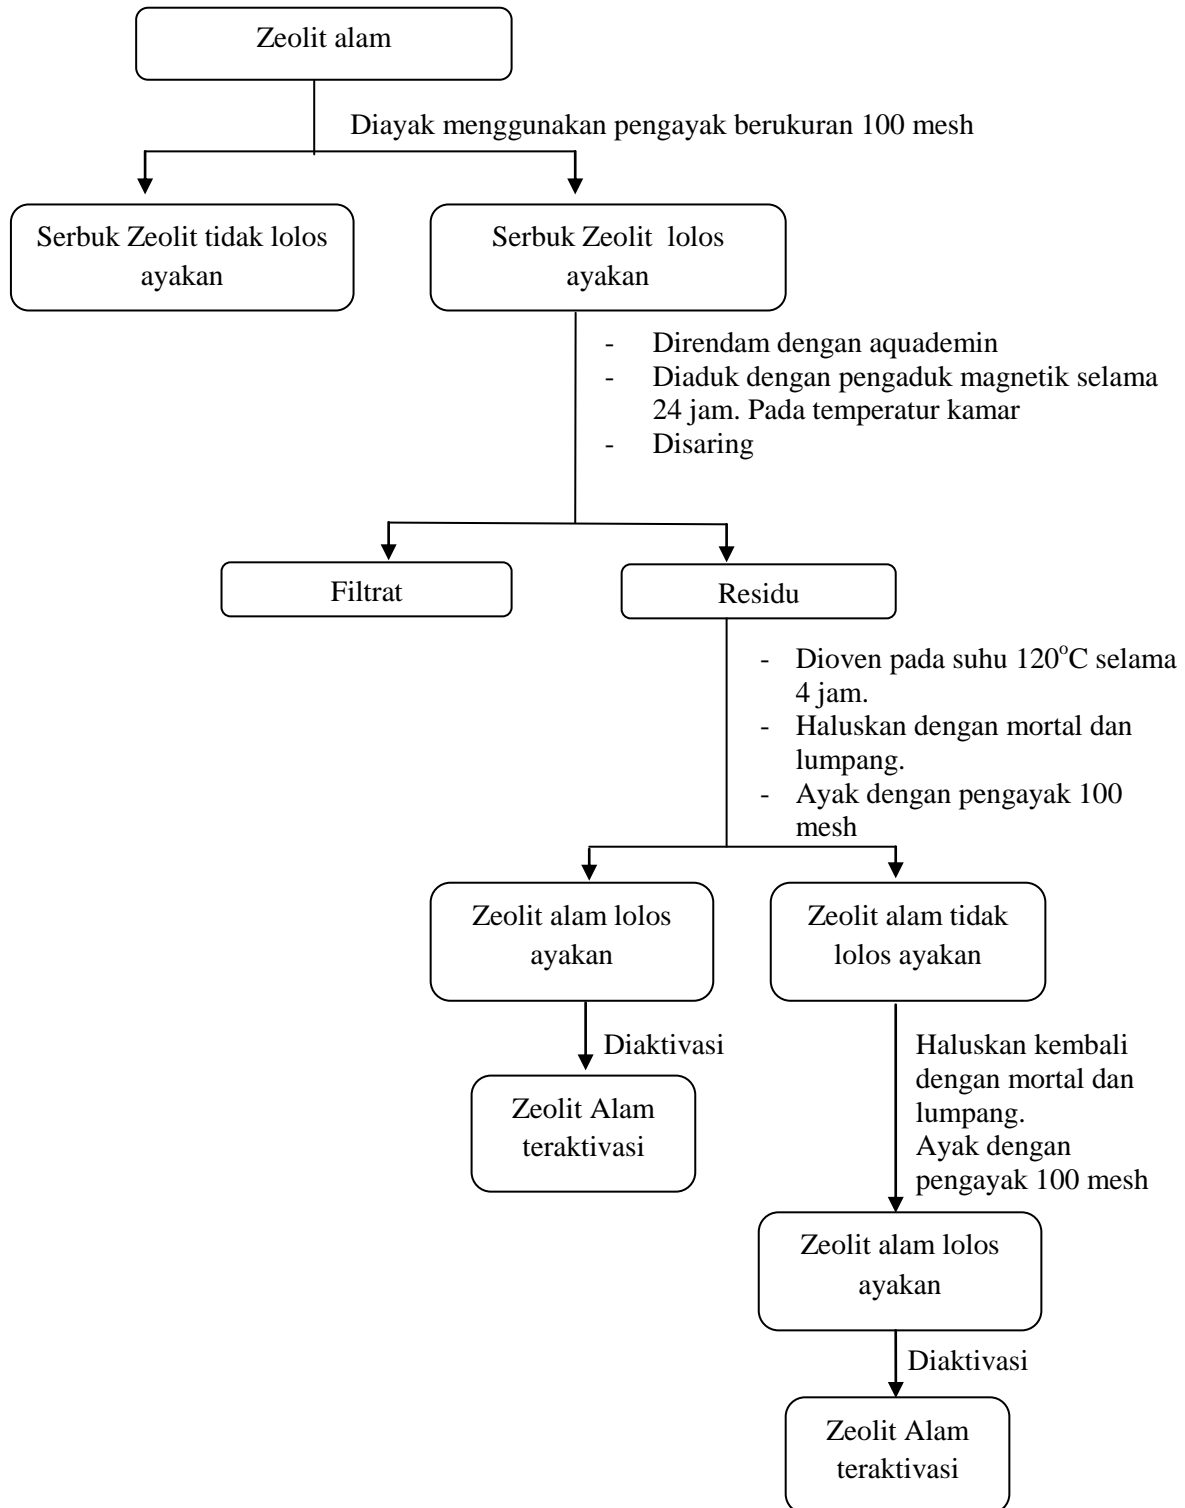 Zeolit alam
Diayak menggunakan pengayak berukuran 100 mesh
Serbuk Zeolit tidak lolos
ayakan
Serbuk Zeolit  lolos
ayakan
- Direndam dengan aquademin
- Diaduk dengan pengaduk magnetik selama
24 jam. Pada temperatur kamar
- Disaring
Filtrat
Residu
- Dioven pada suhu 120°C selama
4 jam.
- Haluskan dengan mortal dan
lumpang.
- Ayak dengan pengayak 100
mesh
Zeolit alam lolos
ayakan
Zeolit alam tidak
lolos ayakan
Diaktivasi
Zeolit Alam
teraktivasi
Haluskan kembali
dengan mortal dan
lumpang.
Ayak dengan
pengayak 100 mesh
Zeolit alam lolos
ayakan
Diaktivasi
Zeolit Alam
teraktivasi